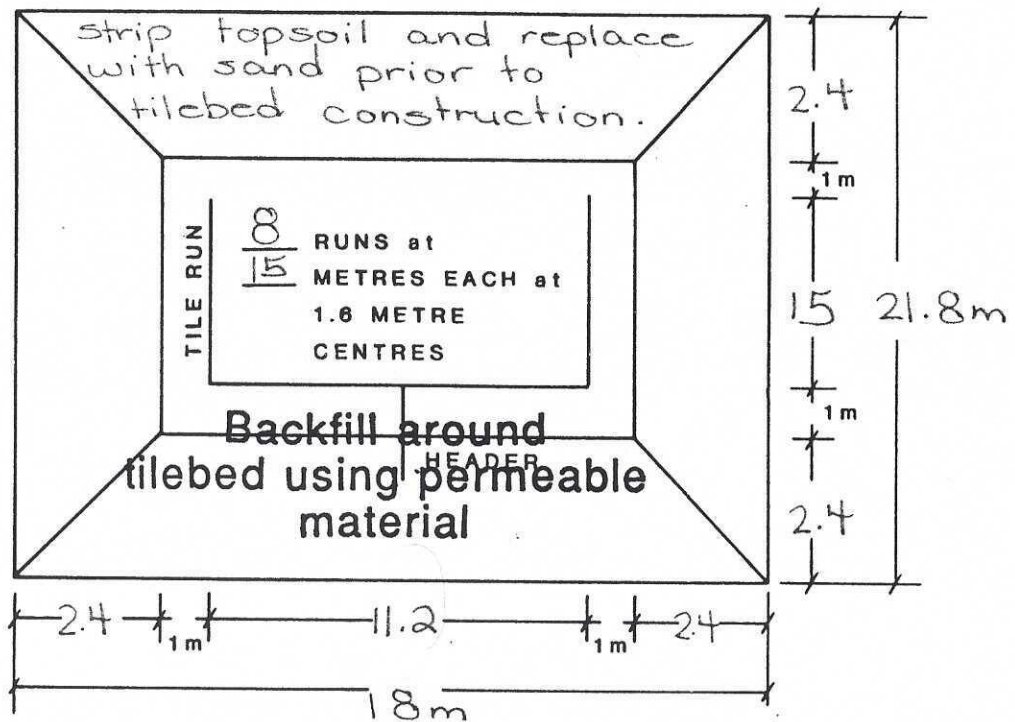 strip topsoil and replace
with sand prior to
tilebed construction.
TILE RUN
8 RUNS at
15 METRES EACH at
1.6 METRE
CENTRES
HEADER
Backfill around
tilebed using permeable
material
2.4
1 m
15
21.8m
1 m
2.4
2.4
1 m
11.2
1 m
2.4
18m